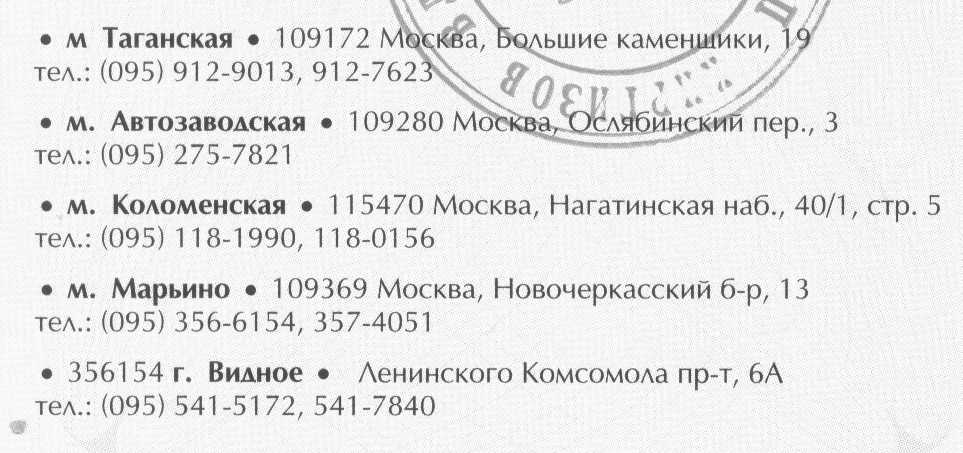 • м Таганская • 109172 Москва, Большие каменщики, 19
тел.: (095) 912-9013, 912-7623
• м. Автозаводская • 109280 Москва, Ослябинский пер., 3
тел.: (095) 275-7821
• м. Коломенская • 115470 Москва, Нагатинская наб., 40/1, стр. 5
тел.: (095) 118-1990, 118-0156
• м. Марьино • 109369 Москва, Новочеркасский б-р, 13
тел.: (095) 356-6154, 357-4051
• 356154 г. Видное • Ленинского Комсомола пр-т, 6А
тел.: (095) 541-5172, 541-7840